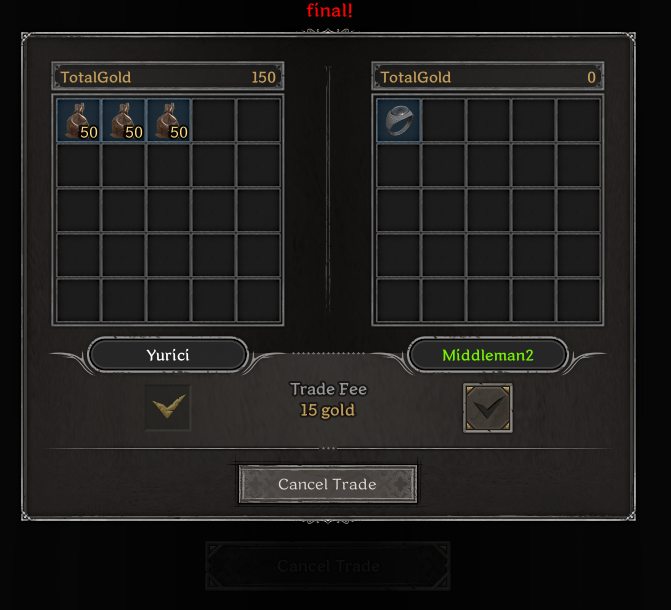 final!
TotalGold 150
TotalGold 0
50 50 50
Yurici
Middleman2
Trade Fee
15 gold
Cancel Trade
Cancel Trade